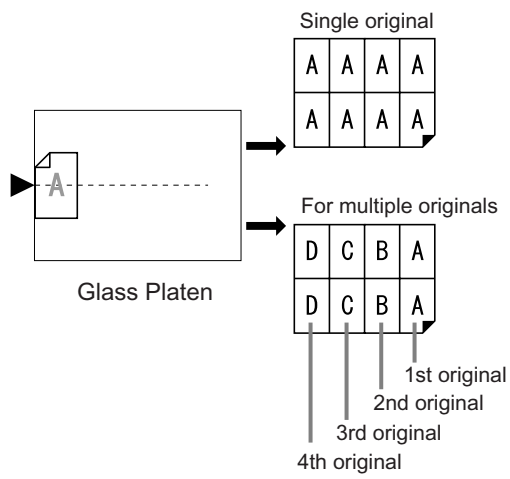 Single original
A A A A
A A A A
A
For multiple originals
D C B A
D C B A
Glass Platen
1st original
2nd original
3rd original
4th original